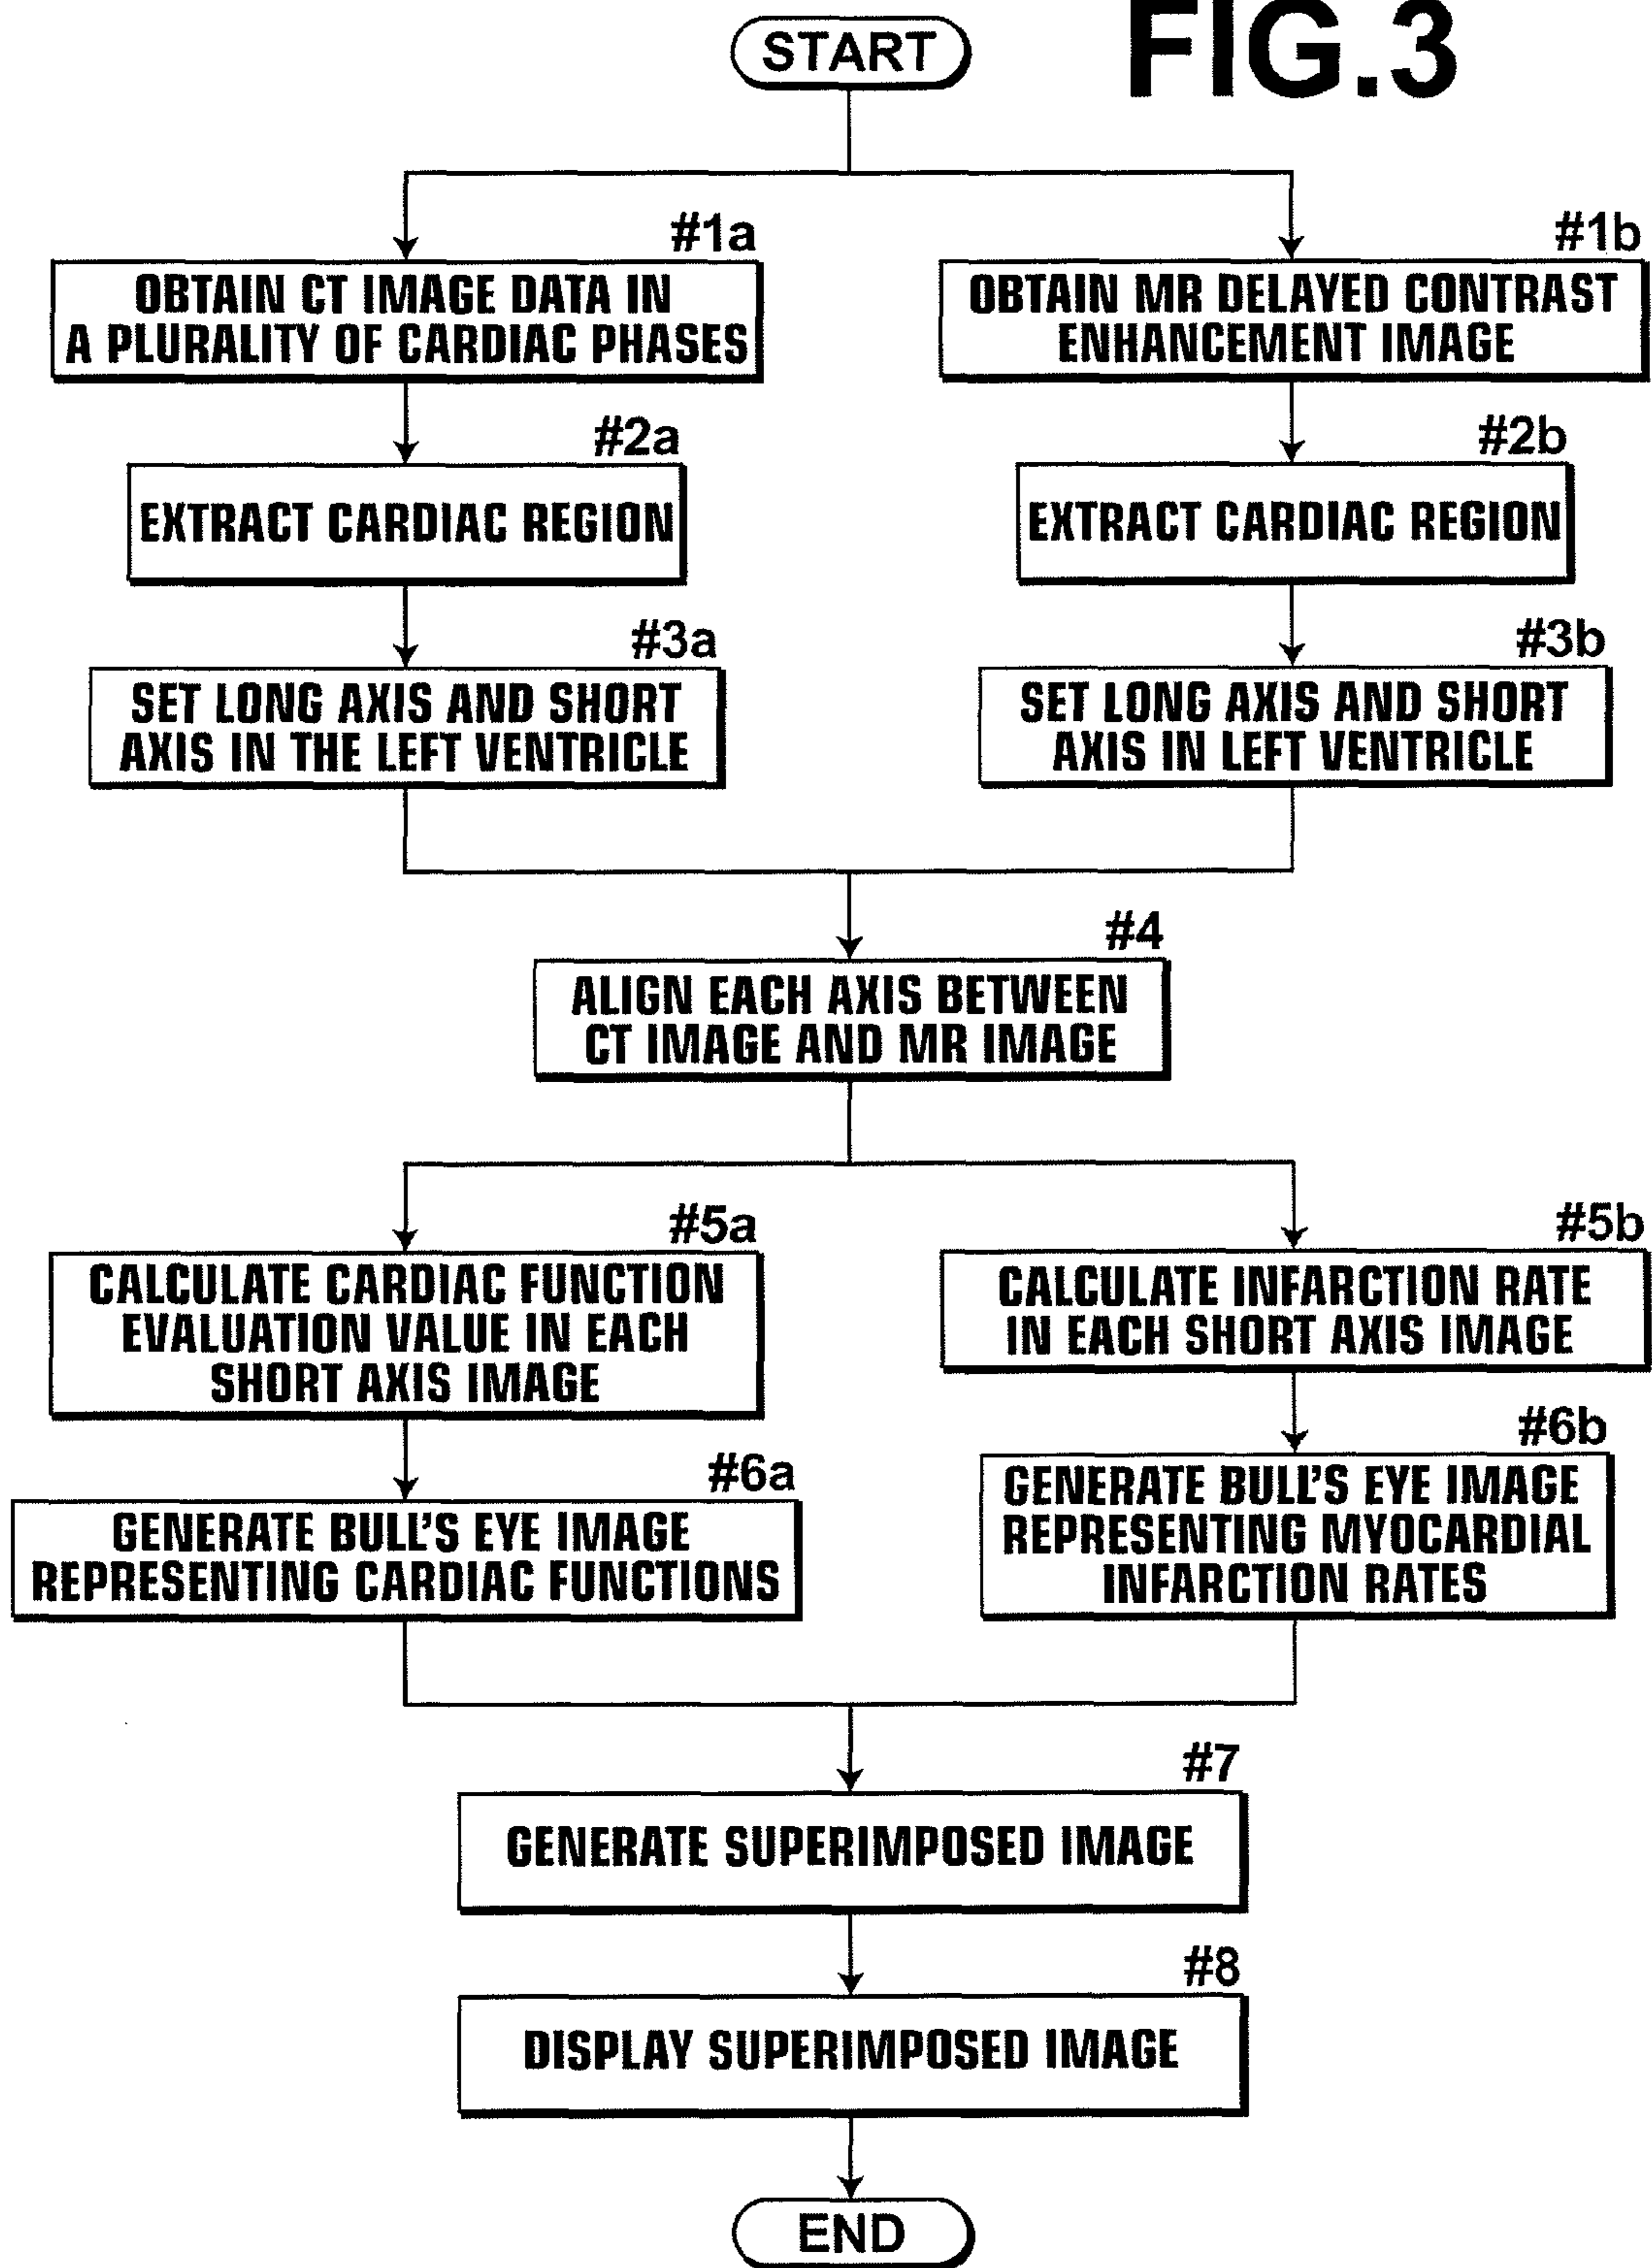 FIG.3
START
#1a
OBTAIN CT IMAGE DATA IN
A PLURALITY OF CARDIAC PHASES
#1b
OBTAIN MR DELAYED CONTRAST
ENHANCEMENT IMAGE
#2a
EXTRACT CARDIAC REGION
#2b
EXTRACT CARDIAC REGION
#3a
SET LONG AXIS AND SHORT
AXIS IN THE LEFT VENTRICLE
#3b
SET LONG AXIS AND SHORT
AXIS IN LEFT VENTRICLE
#4
ALIGN EACH AXIS BETWEEN
CT IMAGE AND MR IMAGE
#5a
CALCULATE CARDIAC FUNCTION
EVALUATION VALUE IN EACH
SHORT AXIS IMAGE
#5b
CALCULATE INFARCTION RATE
IN EACH SHORT AXIS IMAGE
#6a
GENERATE BULL'S EYE IMAGE
REPRESENTING CARDIAC FUNCTIONS
#6b
GENERATE BULL'S EYE IMAGE
REPRESENTING MYOCARDIAL
INFARCTION RATES
#7
GENERATE SUPERIMPOSED IMAGE
#8
DISPLAY SUPERIMPOSED IMAGE
END